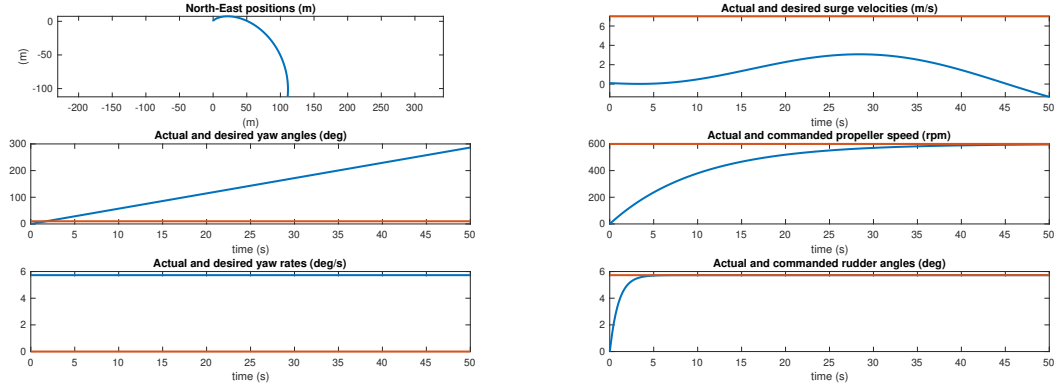 North-East positions (m)
0
-50
-100
(m)
-200 -150 -100 -50 0 50 100 150 200 250 300
(m)
Actual and desired surge velocities (m/s)
6
4
2
0
0 5 10 15 20 25 30 35 40 45 50
time (s)
Actual and desired yaw angles (deg)
300
200
100
0
0 5 10 15 20 25 30 35 40 45 50
time (s)
Actual and commanded propeller speed (rpm)
600
400
200
0
0 5 10 15 20 25 30 35 40 45 50
time (s)
Actual and desired yaw rates (deg/s)
6
4
2
0
0 5 10 15 20 25 30 35 40 45 50
time (s)
Actual and commanded rudder angles (deg)
6
4
2
0
0 5 10 15 20 25 30 35 40 45 50
time (s)